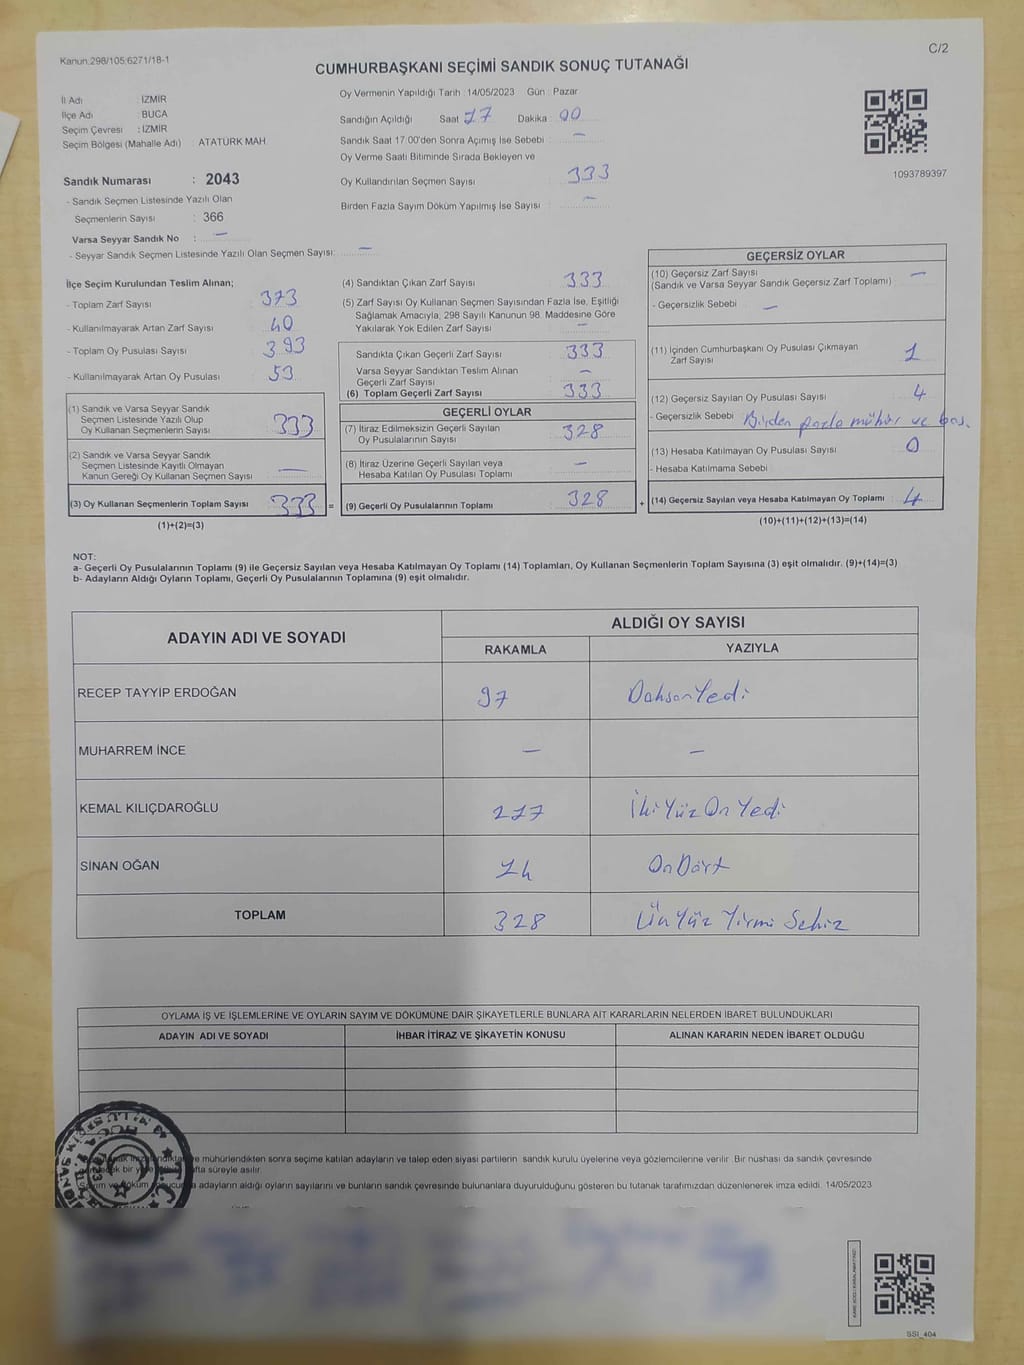 Kanun.298/105;6271/18-1
C/2
CUMHURBAŞKANI SEÇİMİ SANDIK SONUÇ TUTANAĞI
İl Adı İZMİR
İlçe Adı BUCA
Seçim Çevresi : İZMİR
Seçim Bölgesi (Mahalle Adı) : ATATÜRK MAH.
Sandık Numarası : 2043
- Sandık Seçmen Listesinde Yazılı Olan
Seçmenlerin Sayısı : 366
Varsa Seyyar Sandık No : —
- Seyyar Sandık Seçmen Listesinde Yazılı Olan Seçmen Sayısı: —
Oy Vermenin Yapıldığı Tarih : 14/05/2023 Gün : Pazar
Sandığın Açıldığı Saat 17 Dakika 00
Sandık Saat 17:00'den Sonra Açımış İse Sebebi : —
Oy Verme Saati Bitiminde Sırada Bekleyen ve
Oy Kullandırılan Seçmen Sayısı : 333
Birden Fazla Sayım Döküm Yapılmış İse Sayısı : —
1093789397
İlçe Seçim Kurulundan Teslim Alınan;
- Toplam Zarf Sayısı 373
- Kullanılmayarak Artan Zarf Sayısı 40
- Toplam Oy Pusulası Sayısı 393
- Kullanılmayarak Artan Oy Pusulası 53
(1) Sandık ve Varsa Seyyar Sandık
Seçmen Listesinde Yazılı Olup
Oy Kullanan Seçmenlerin Sayısı 333
(2) Sandık ve Varsa Seyyar Sandık
Seçmen Listesinde Kayıtlı Olmayan
Kanun Gereği Oy Kullanan Seçmen Sayısı —
(3) Oy Kullanan Seçmenlerin Toplam Sayısı 333 =
(1)+(2)=(3)
(4) Sandıktan Çıkan Zarf Sayısı 333
(5) Zarf Sayısı Oy Kullanan Seçmen Sayısından Fazla İse, Eşitliği
Sağlamak Amacıyla, 298 Sayılı Kanunun 98. Maddesine Göre
Yakılarak Yok Edilen Zarf Sayısı —
Sandıkta Çıkan Geçerli Zarf Sayısı 333
Varsa Seyyar Sandıktan Teslim Alınan
Geçerli Zarf Sayısı —
(6) Toplam Geçerli Zarf Sayısı 333
GEÇERLİ OYLAR
(7) İtiraz Edilmeksizin Geçerli Sayılan
Oy Pusulalarının Sayısı 328
(8) İtiraz Üzerine Geçerli Sayılan veya
Hesaba Katılan Oy Pusulası Toplamı —
(9) Geçerli Oy Pusulalarının Toplamı 328 +
GEÇERSİZ OYLAR
(10) Geçersiz Zarf Sayısı
(Sandık ve Varsa Seyyar Sandık Geçersiz Zarf Toplamı) : —
- Geçersizlik Sebebi : —
(11) İçinden Cumhurbaşkanı Oy Pusulası Çıkmayan
Zarf Sayısı 1
(12) Geçersiz Sayılan Oy Pusulası Sayısı 4
- Geçersizlik Sebebi Birden fazla mühür ve boş.
(13) Hesaba Katılmayan Oy Pusulası Sayısı 0
- Hesaba Katılmama Sebebi
(14) Geçersiz Sayılan veya Hesaba Katılmayan Oy Toplamı 4
(10)+(11)+(12)+(13)=(14)
NOT:
a- Geçerli Oy Pusulalarının Toplamı (9) ile Geçersiz Sayılan veya Hesaba Katılmayan Oy Toplamı (14) Toplamları, Oy Kullanan Seçmenlerin Toplam Sayısına (3) eşit olmalıdır. (9)+(14)=(3)
b- Adayların Aldığı Oyların Toplamı, Geçerli Oy Pusulalarının Toplamına (9) eşit olmalıdır.
ADAYIN ADI VE SOYADI
ALDIĞI OY SAYISI
RAKAMLA YAZIYLA
RECEP TAYYİP ERDOĞAN 97 DoksanYedi
MUHARREM İNCE — —
KEMAL KILIÇDAROĞLU 217 İkiYüzOnYedi
SİNAN OĞAN 14 OnDört
TOPLAM 328 ÜçYüz Yirmi Sekiz
OYLAMA İŞ VE İŞLEMLERİNE VE OYLARIN SAYIM VE DÖKÜMÜNE DAİR ŞİKAYETLERLE BUNLARA AİT KARARLARIN NELERDEN İBARET BULUNDUKLARI
ADAYIN ADI VE SOYADI İHBAR İTİRAZ VE ŞİKAYETİN KONUSU ALINAN KARARIN NEDEN İBARET OLDUĞU
mühürlendikten sonra seçime katılan adayların ve talep eden siyasi partilerin sandık kurulu üyelerine veya gözlemcilerine verilir. Bir nüshası da sandık çevresinde
bir hafta süreyle asılır.
adayların aldığı oyların sayılarını ve bunların sandık çevresinde bulunanlara duyurulduğunu gösteren bu tutanak tarafımızdan düzenlenerek imza edildi. 14/05/2023
T.C.
SSI_404